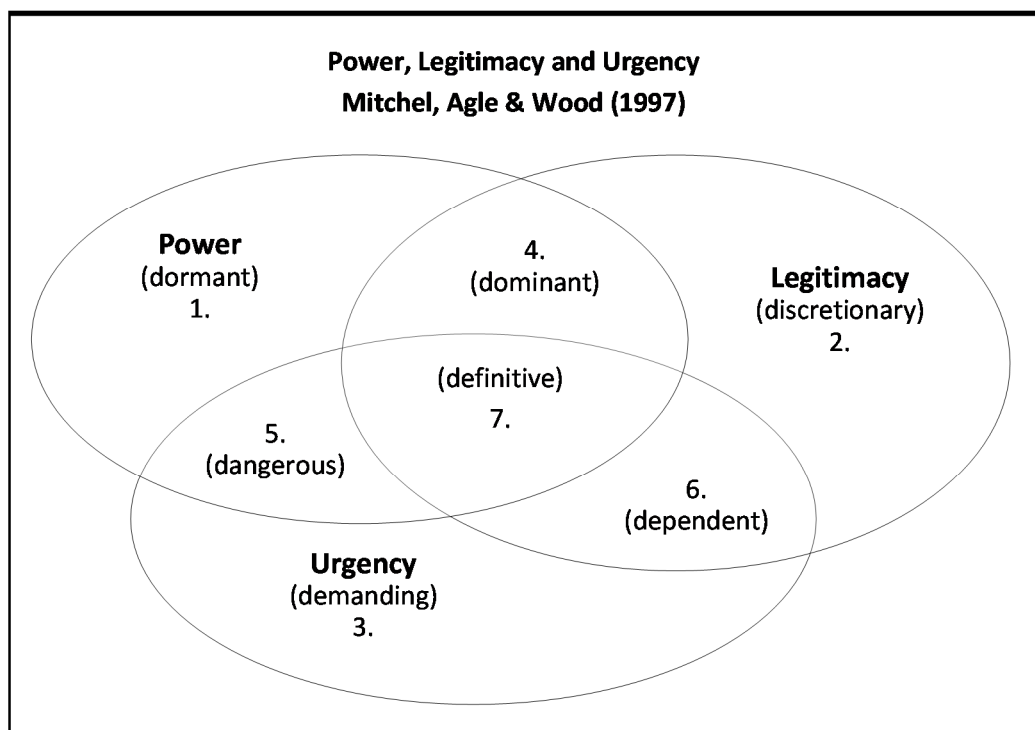 Power, Legitimacy and Urgency
Mitchel, Agle & Wood (1997)
Power
(dormant)
1.
4.
(dominant)
Legitimacy
(discretionary)
2.
(definitive)
7.
5.
(dangerous)
6.
(dependent)
Urgency
(demanding)
3.